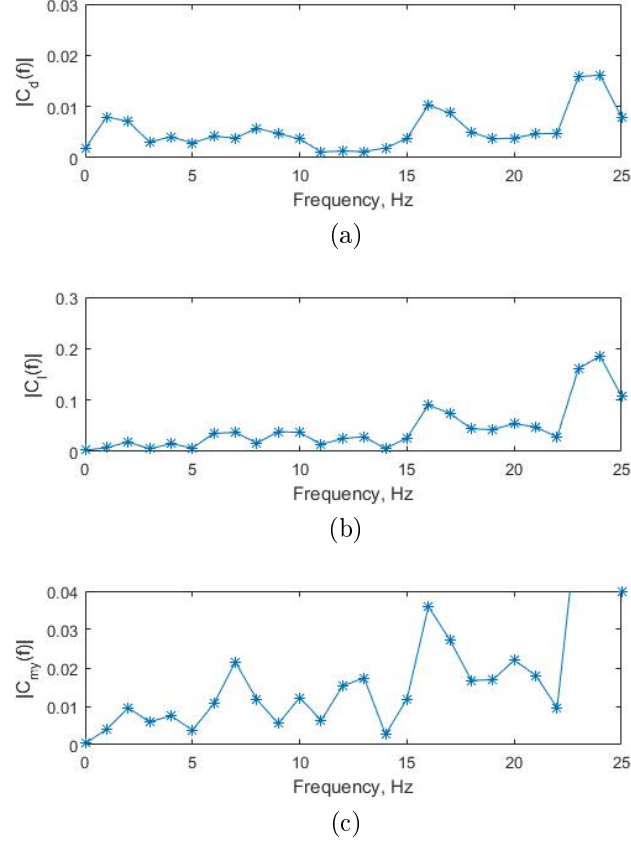 0.03
0.02
0.01
0
|C_d(f)|
0 5 10 15 20 25
Frequency, Hz
(a)
0.3
0.2
0.1
0
|C_l(f)|
0 5 10 15 20 25
Frequency, Hz
(b)
0.04
0.03
0.02
0.01
0
|C_my(f)|
0 5 10 15 20 25
Frequency, Hz
(c)